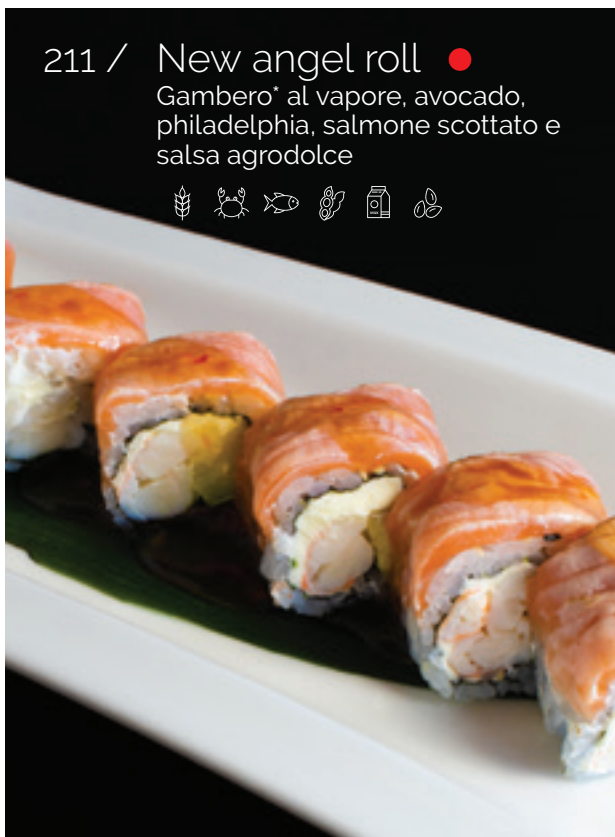 211 / New angel roll
Gambero* al vapore, avocado,
philadelphia, salmone scottato e
salsa agrodolce